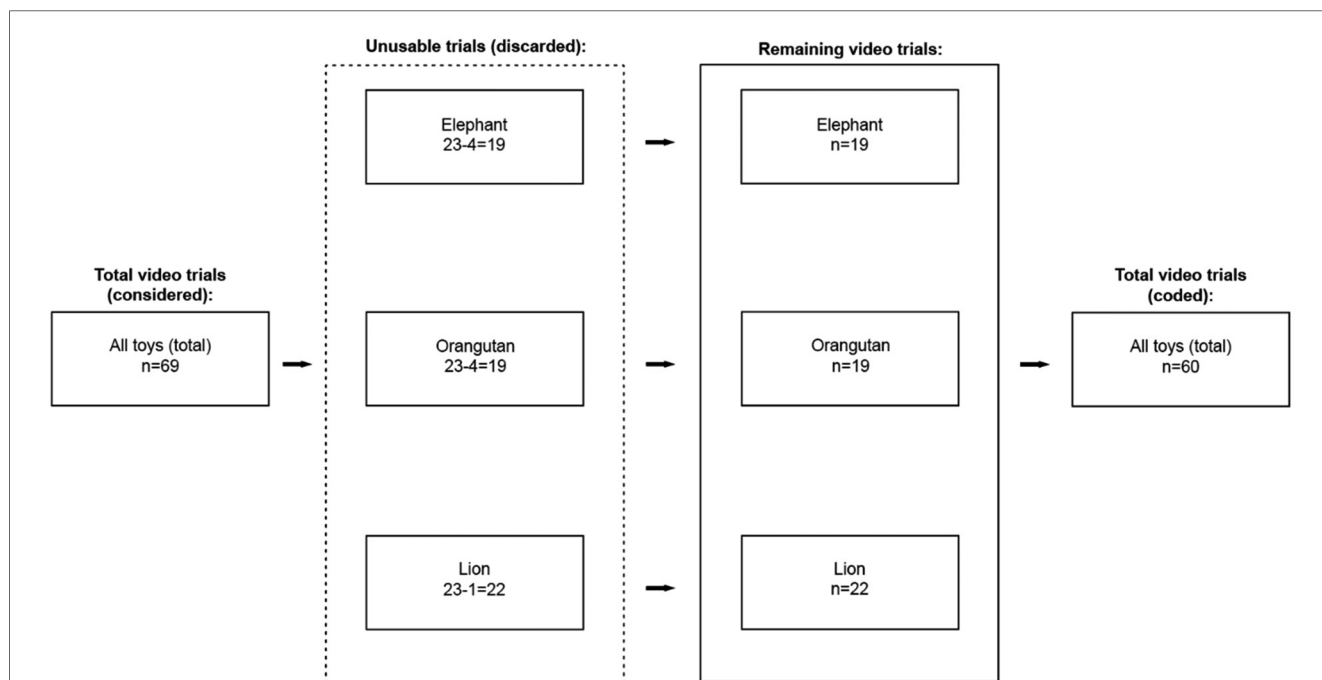 Total video trials
(considered):
All toys (total)
n=69
Unusable trials (discarded):
Elephant
23-4=19
Orangutan
23-4=19
Lion
23-1=22
Remaining video trials:
Elephant
n=19
Orangutan
n=19
Lion
n=22
Total video trials
(coded):
All toys (total)
n=60